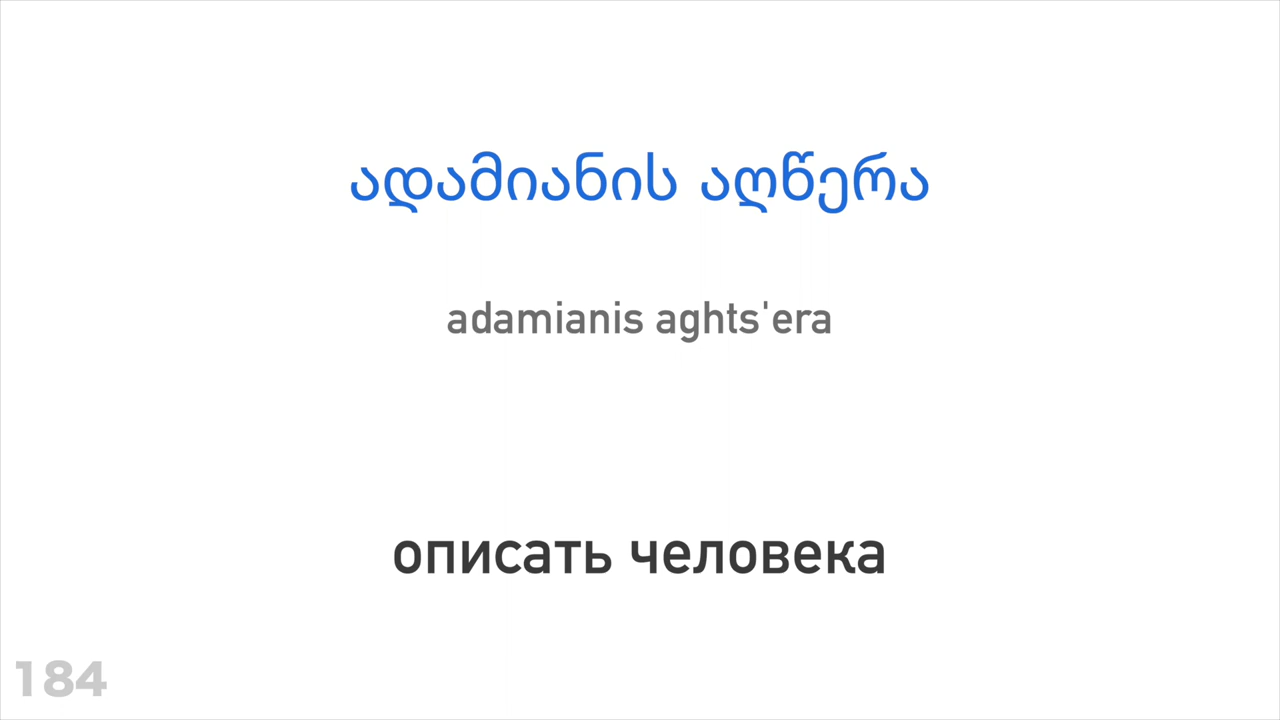 ადამიანის აღწერა
adamianis aghts'era
описать человека
184